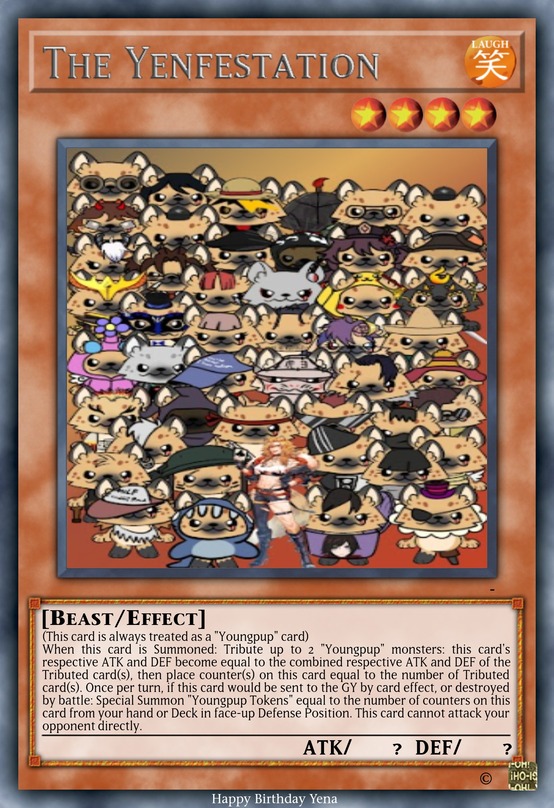 THE YENFESTATION
LAUGH
笑
[BEAST/EFFECT]
(This card is always treated as a "Youngpup" card)
When this card is Summoned: Tribute up to 2 "Youngpup" monsters: this card's
respective ATK and DEF become equal to the combined respective ATK and DEF of the
Tributed card(s), then place counter(s) on this card equal to the number of Tributed
card(s). Once per turn, if this card would be sent to the GY by card effect, or destroyed
by battle: Special Summon "Youngpup Tokens" equal to the number of counters on this
card from your hand or Deck in face-up Defense Position. This card cannot attack your
opponent directly.
ATK/ ? DEF/ ?
©
Happy Birthday Yena